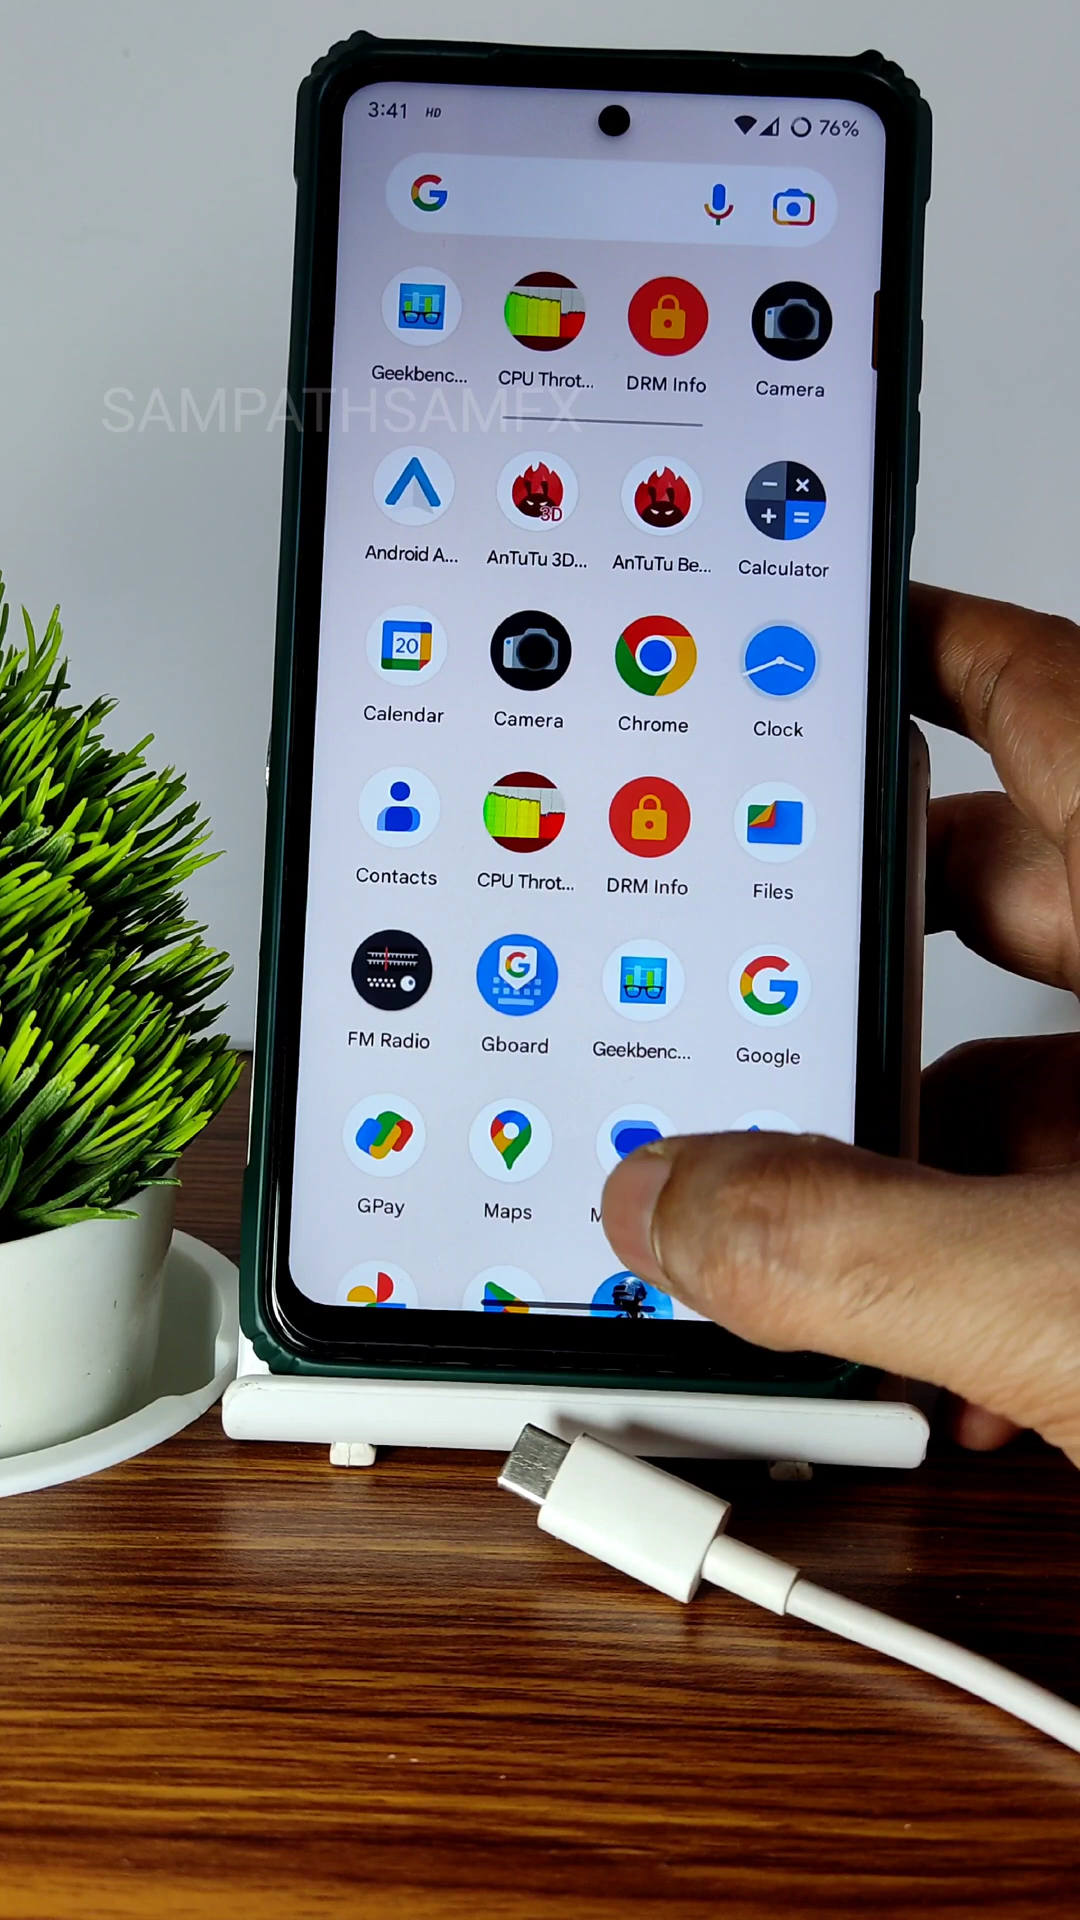 3:41 HD 76%
G
Geekbenc... CPU Throt... DRM Info Camera
SAMPATHSAMFX
Android A... AnTuTu 3D... AnTuTu Be... Calculator
20
Calendar Camera Chrome Clock
Contacts CPU Throt... DRM Info Files
FM Radio Gboard Geekbenc... Google
GPay Maps M